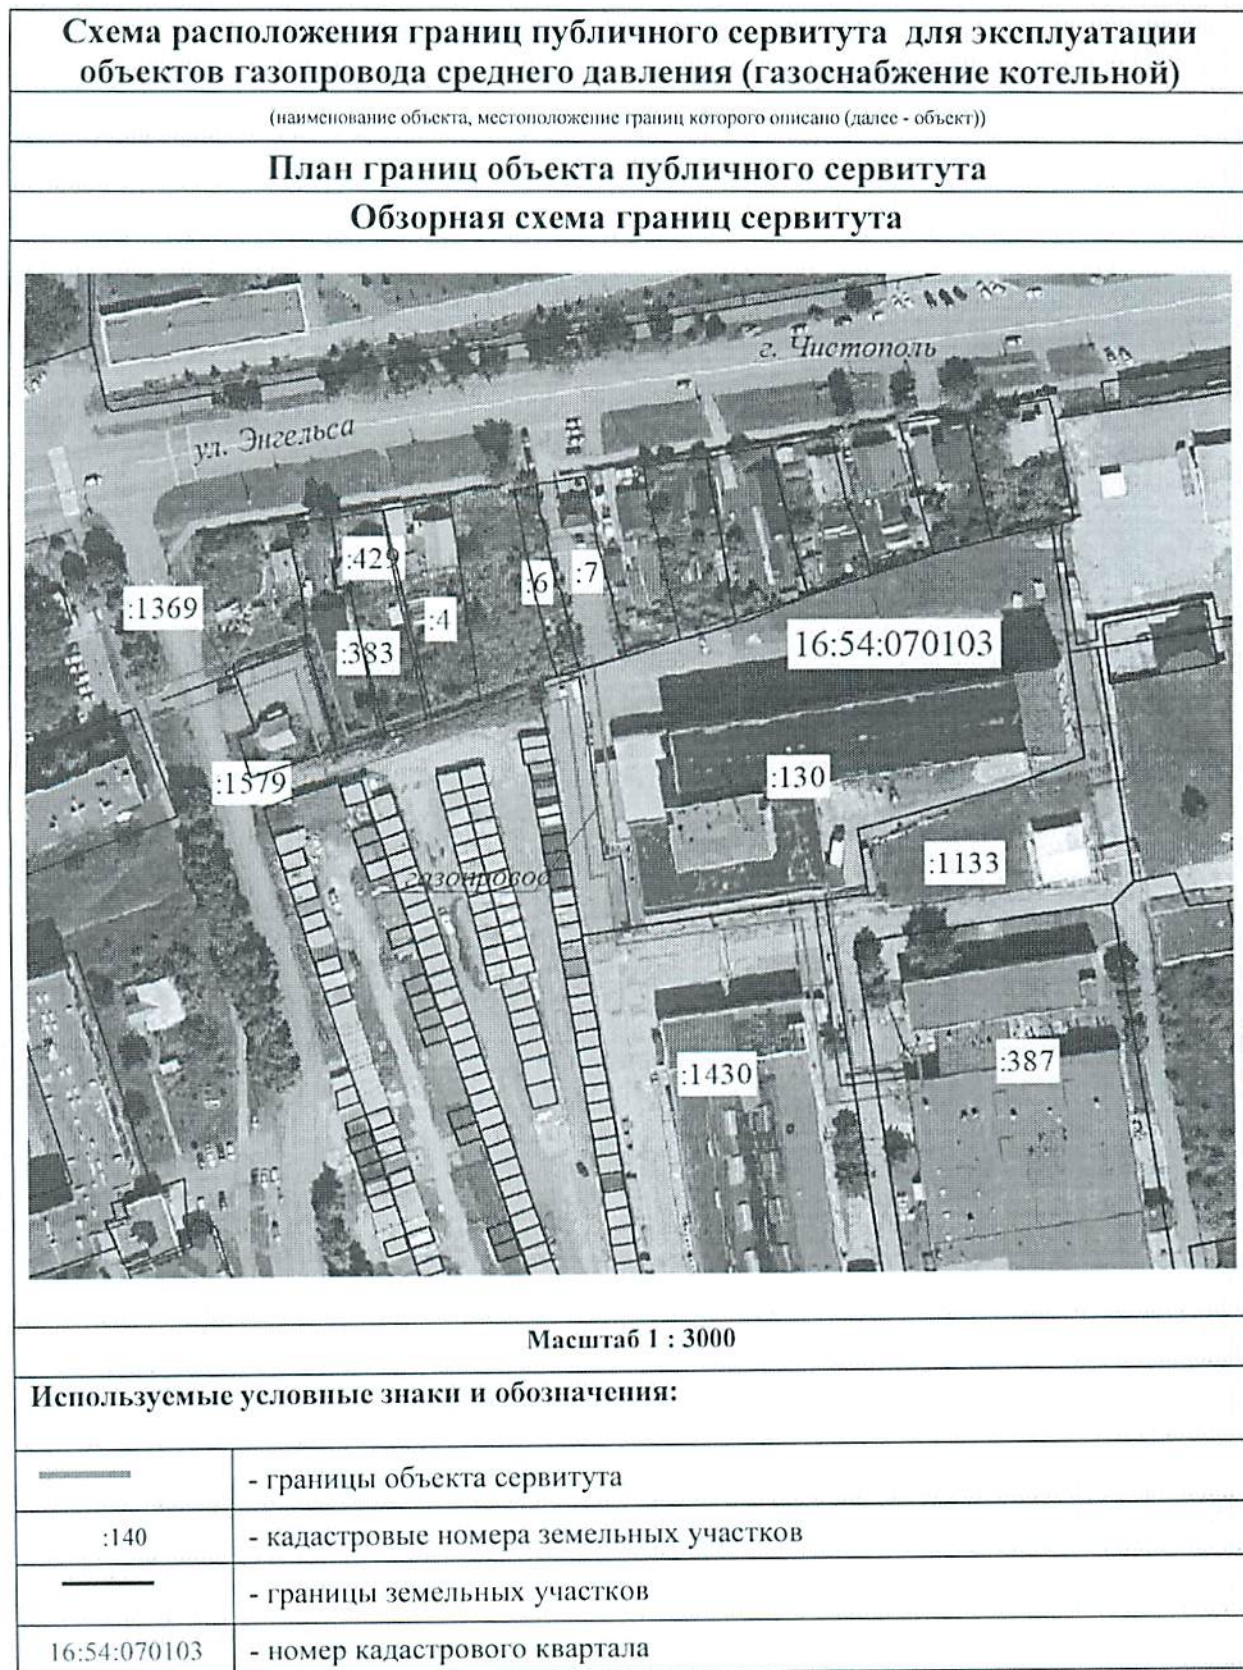 Схема расположения границ публичного сервитута для эксплуатации
объектов газопровода среднего давления (газоснабжение котельной)
(наименование объекта, местоположение границ которого описано (далее - объект))
План границ объекта публичного сервитута
Обзорная схема границ сервитута
г. Чистополь
ул. Энгельса
:429
:6
:7
:1369
:4
:383
16:54:070103
:1579
:130
:1133
газопровод
:1430
:387
Масштаб 1 : 3000
Используемые условные знаки и обозначения:
- границы объекта сервитута
:140
- кадастровые номера земельных участков
- границы земельных участков
16:54:070103
- номер кадастрового квартала